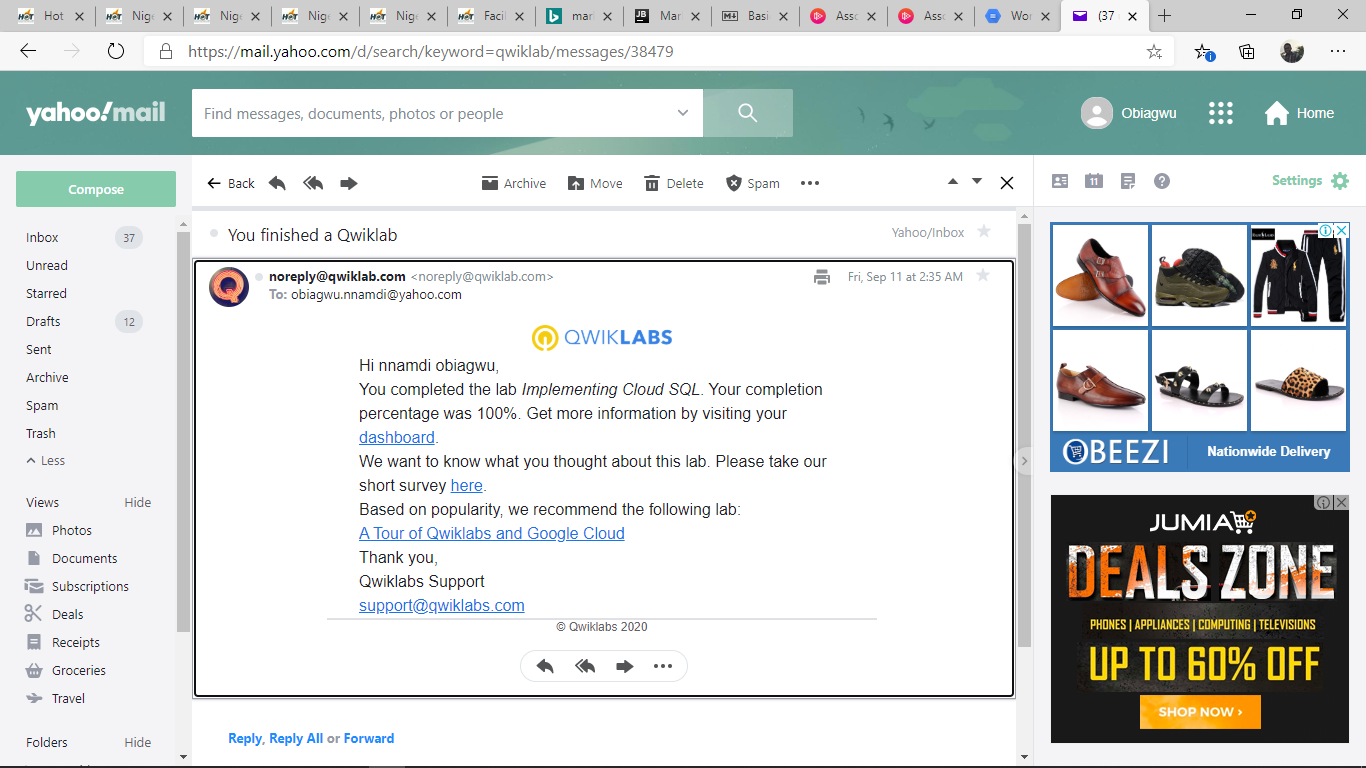 Hot
Nige
Nige
Nige
Nige
Facil
mar
Mar
Basi
Asso
Asso
Wor
(37
https://mail.yahoo.com/d/search/keyword=qwiklab/messages/38479
yahoo!mail
Find messages, documents, photos or people
Obiagwu
Home
Compose
Back
Archive
Move
Delete
Spam
11
Settings
Inbox 37
Unread
Starred
Drafts 12
Sent
Archive
Spam
Trash
Less
Views Hide
Photos
Documents
Subscriptions
Deals
Receipts
Groceries
Travel
Folders Hide
You finished a Qwiklab
Yahoo/Inbox
noreply@qwiklab.com <noreply@qwiklab.com>
Fri, Sep 11 at 2:35 AM
To: obiagwu.nnamdi@yahoo.com
QWIKLABS
Hi nnamdi obiagwu,
You completed the lab Implementing Cloud SQL. Your completion
percentage was 100%. Get more information by visiting your
dashboard.
We want to know what you thought about this lab. Please take our
short survey here.
Based on popularity, we recommend the following lab:
A Tour of Qwiklabs and Google Cloud
Thank you,
Qwiklabs Support
support@qwiklabs.com
© Qwiklabs 2020
Reply, Reply All or Forward
OBEEZI
Nationwide Delivery
JUMIA
DEALS ZONE
PHONES | APPLIANCES | COMPUTING | TELEVISIONS
UP TO 60% OFF
SHOP NOW ›